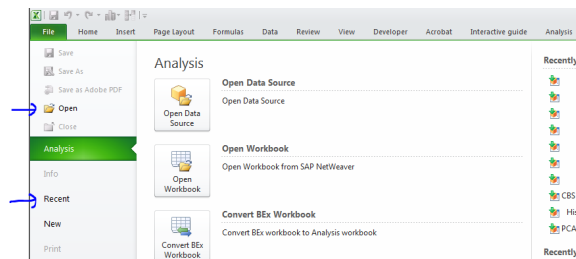 File Home Insert Page Layout Formulas Data Review View Developer Acrobat Interactive guide Analysis
Save
Save As
Save as Adobe PDF
Open
Close
Analysis
Info
Recent
New
Print
Analysis
Open Data Source
Open Data Source
Open Data
Source
Open Workbook
Open Workbook from SAP NetWeaver
Open
Workbook
Convert BEx Workbook
Convert BEx workbook to Analysis workbook
Convert BEx
Workbook
Recently
CBS
His
PCA
Recently